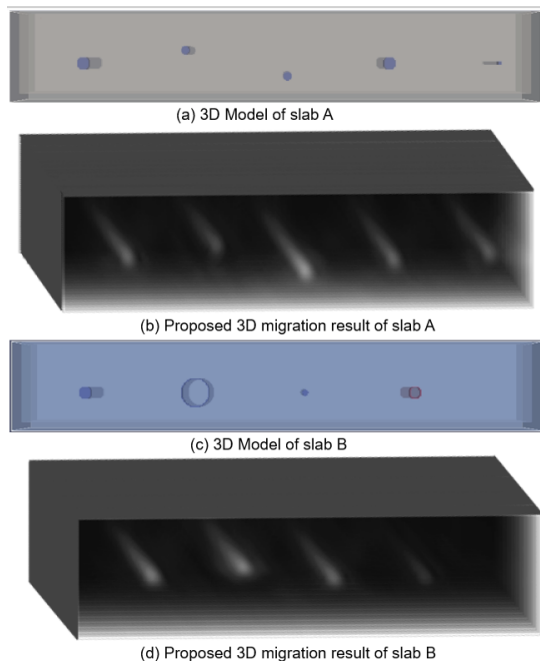 (a) 3D Model of slab A
(b) Proposed 3D migration result of slab A
(c) 3D Model of slab B
(d) Proposed 3D migration result of slab B